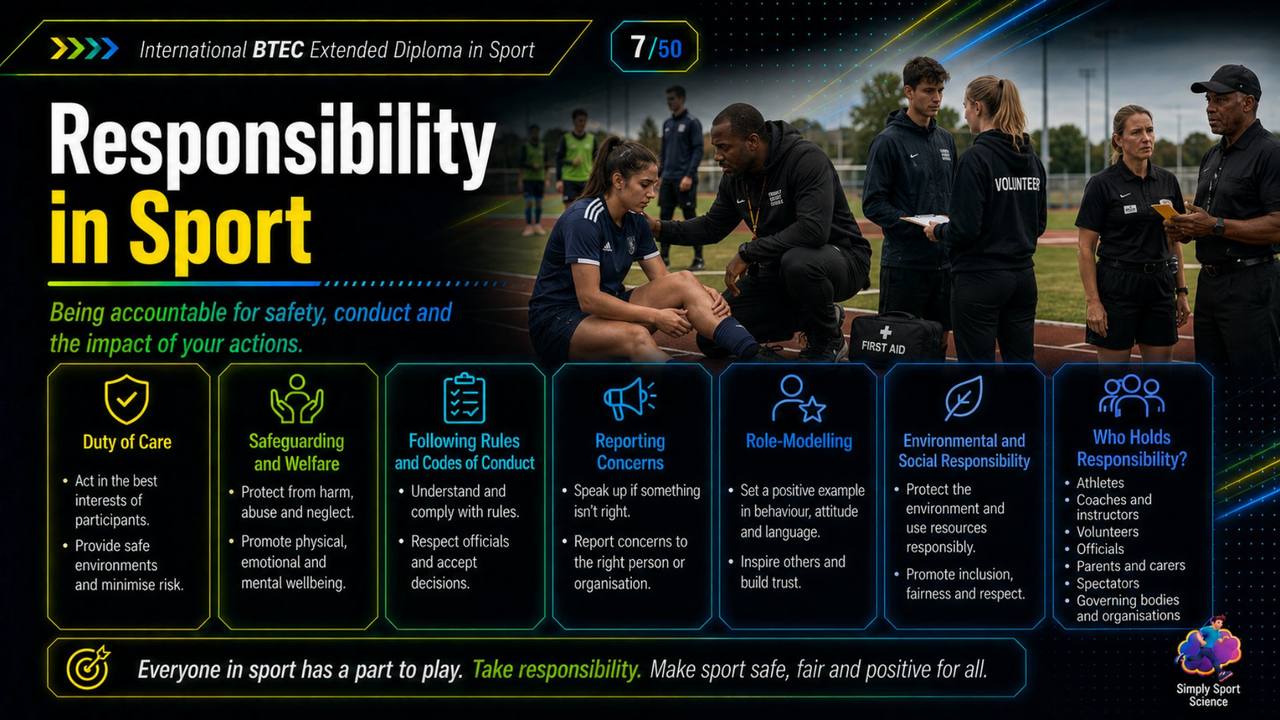 International BTEC Extended Diploma in Sport
7/50
Responsibility
in Sport
Being accountable for safety, conduct and
the impact of your actions.
VOLUNTEER
FIRST AID
Duty of Care
• Act in the best
interests of
participants.
• Provide safe
environments
and minimise risk.
Safeguarding
and Welfare
• Protect from harm,
abuse and neglect.
• Promote physical,
emotional and
mental wellbeing.
Following Rules
and Codes of Conduct
• Understand and
comply with rules.
• Respect officials
and accept
decisions.
Reporting
Concerns
• Speak up if something
isn't right.
• Report concerns to
the right person or
organisation.
Role-Modelling
• Set a positive example
in behaviour, attitude
and language.
• Inspire others and
build trust.
Environmental and
Social Responsibility
• Protect the
environment and
use resources
responsibly.
• Promote inclusion,
fairness and respect.
Who Holds
Responsibility?
• Athletes
• Coaches and
instructors
• Volunteers
• Officials
• Parents and carers
• Spectators
• Governing bodies
and organisations
Everyone in sport has a part to play. Take responsibility. Make sport safe, fair and positive for all.
Simply Sport
Science